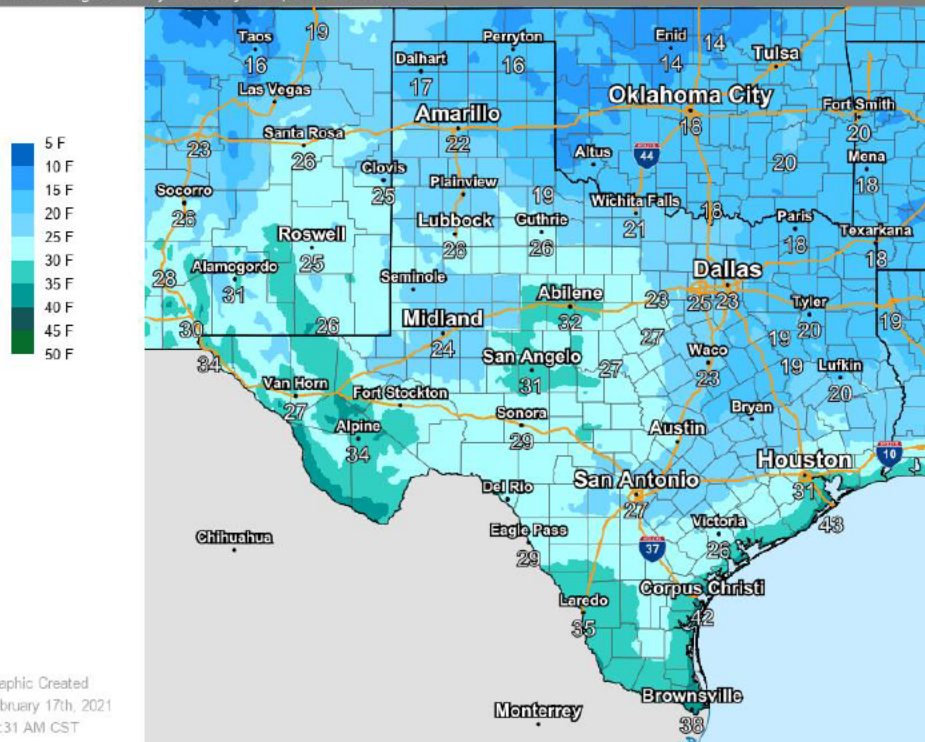 Taos
19
16
Perryton
16
Dalhart
17
Enid
14
14
Tulsa
Las Vegas
Amarillo
22
Oklahoma City
18
Fort Smith
20
5 F
10 F
15 F
20 F
25 F
30 F
35 F
40 F
45 F
50 F
23
Santa Rosa
26
Clovis
25
Altus
44
20
Mena
18
Socorro
26
Plainview
19
Wichita Falls
21
18
Paris
18
Texarkana
18
Roswell
25
Lubbock
26
Guthrie
26
28
Alamogordo
31
Seminole
Dallas
25
23
Abilene
32
23
Tyler
20
19
30
26
Midland
24
27
19
34
San Angelo
31
27
Waco
23
19
Lufkin
20
Van Horn
27
Fort Stockton
Sonora
29
Bryan
Alpine
34
Austin
10
Houston
31
Del Rio
San Antonio
27
43
Eagle Pass
29
37
Victoria
26
Chihuahua
Corpus Christi
42
Laredo
35
Brownsville
38
Monterrey
aphic Created
bruary 17th, 2021
:31 AM CST